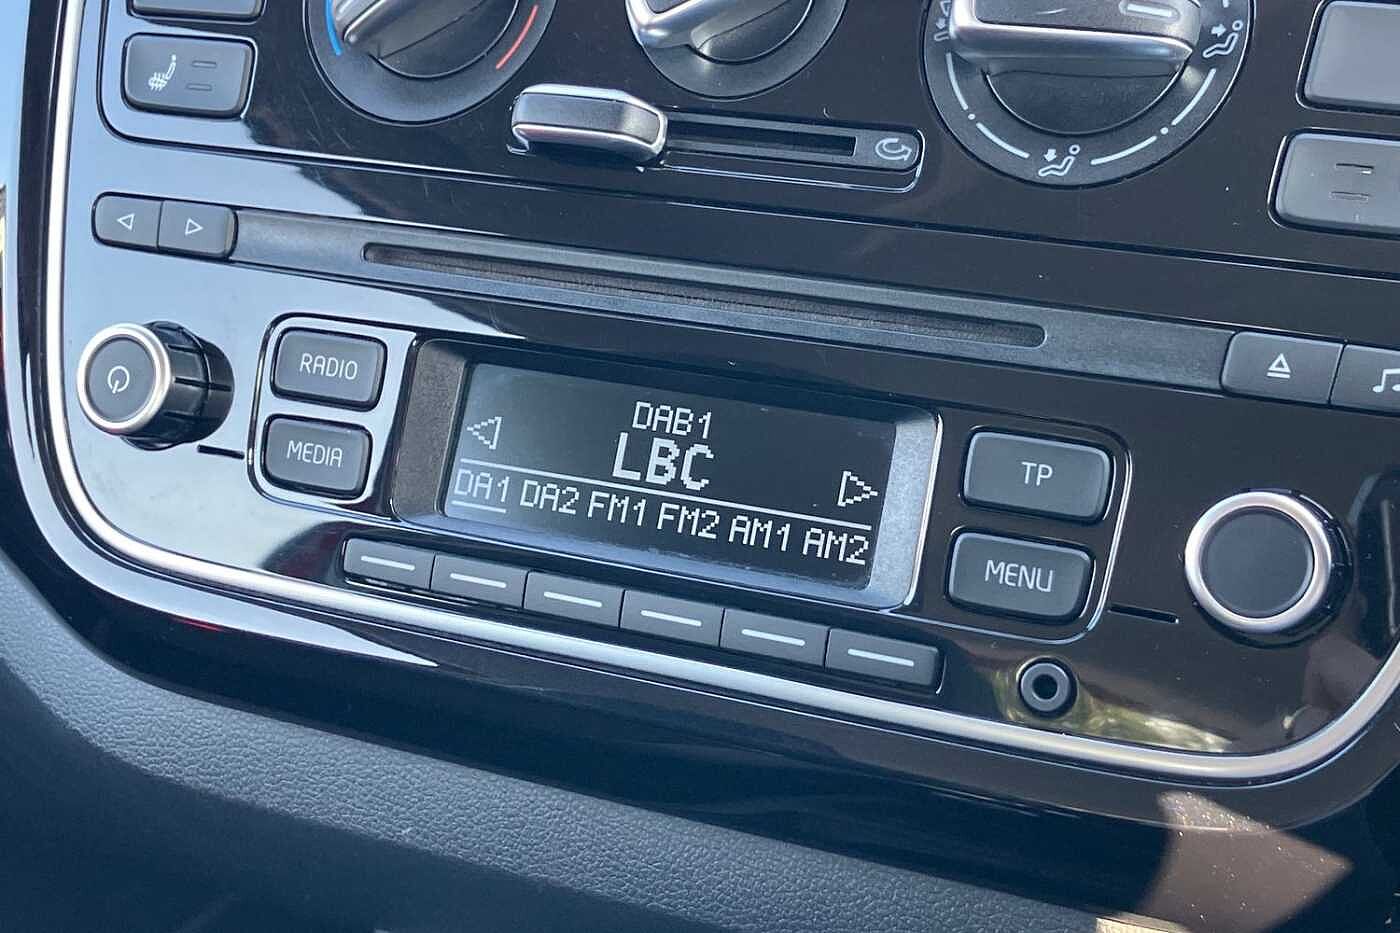 RADIO
MEDIA
DAB1
LBC
DA1 DA2 FM1 FM2 AM1 AM2
TP
MENU